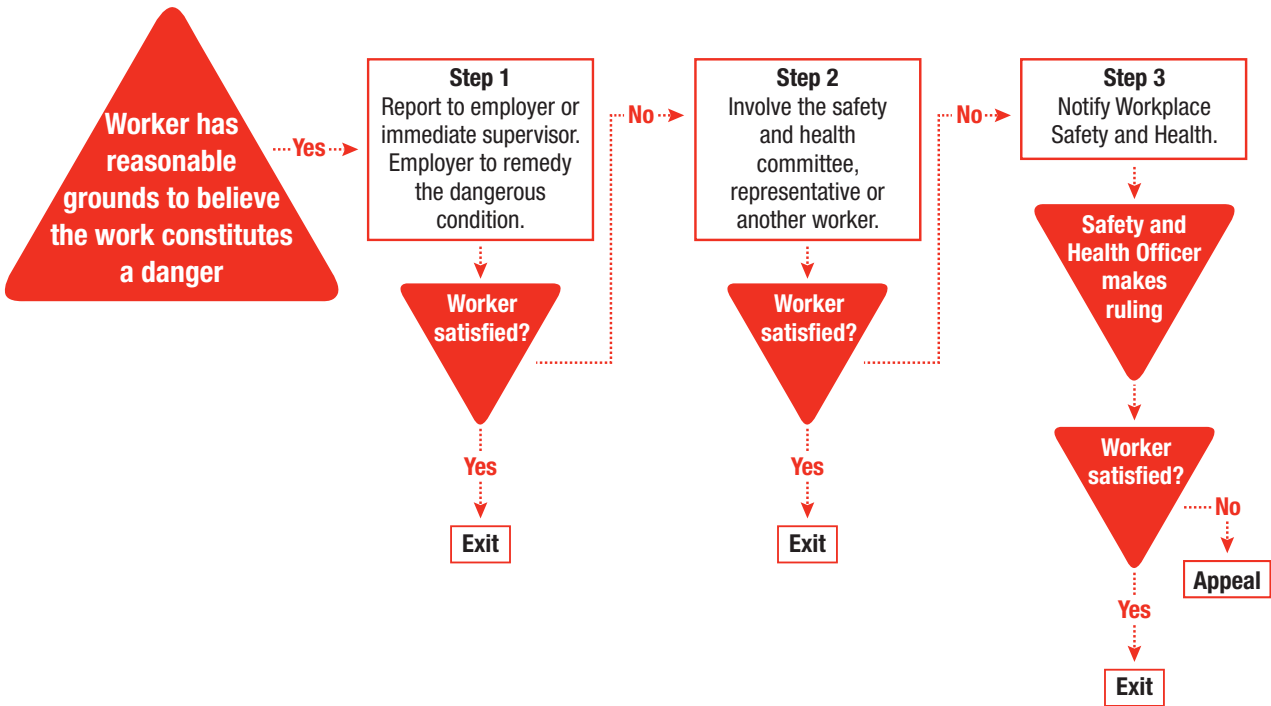 Worker has
reasonable
grounds to believe
the work constitutes
a danger
Yes
Step 1
Report to employer or
immediate supervisor.
Employer to remedy
the dangerous
condition.
Worker
satisfied?
Yes
Exit
No
Step 2
Involve the safety
and health
committee,
representative or
another worker.
Worker
satisfied?
Yes
Exit
No
Step 3
Notify Workplace
Safety and Health.
Safety and
Health Officer
makes
ruling
Worker
satisfied?
No
Appeal
Yes
Exit